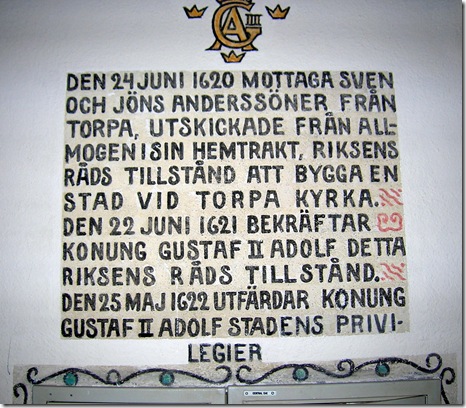 GA IIII
DEN 24 JUNI 1620 MOTTAGA SVEN
OCH JÖNS ANDERSSÖNER FRÅN
TORPA, UTSKICKADE FRÅN ALL-
MOGEN I SIN HEMTRAKT, RIKSENS
RÅDS TILLSTÅND ATT BYGGA EN
STAD VID TORPA KYRKA.
DEN 22 JUNI 1621 BEKRÄFTAR
KONUNG GUSTAF II ADOLF DETTA
RIKSENS RÅDS TILLSTÅND.
DEN 25 MAJ 1622 UTFÄRDAR KONUNG
GUSTAF II ADOLF STADENS PRIVI-
LEGIER